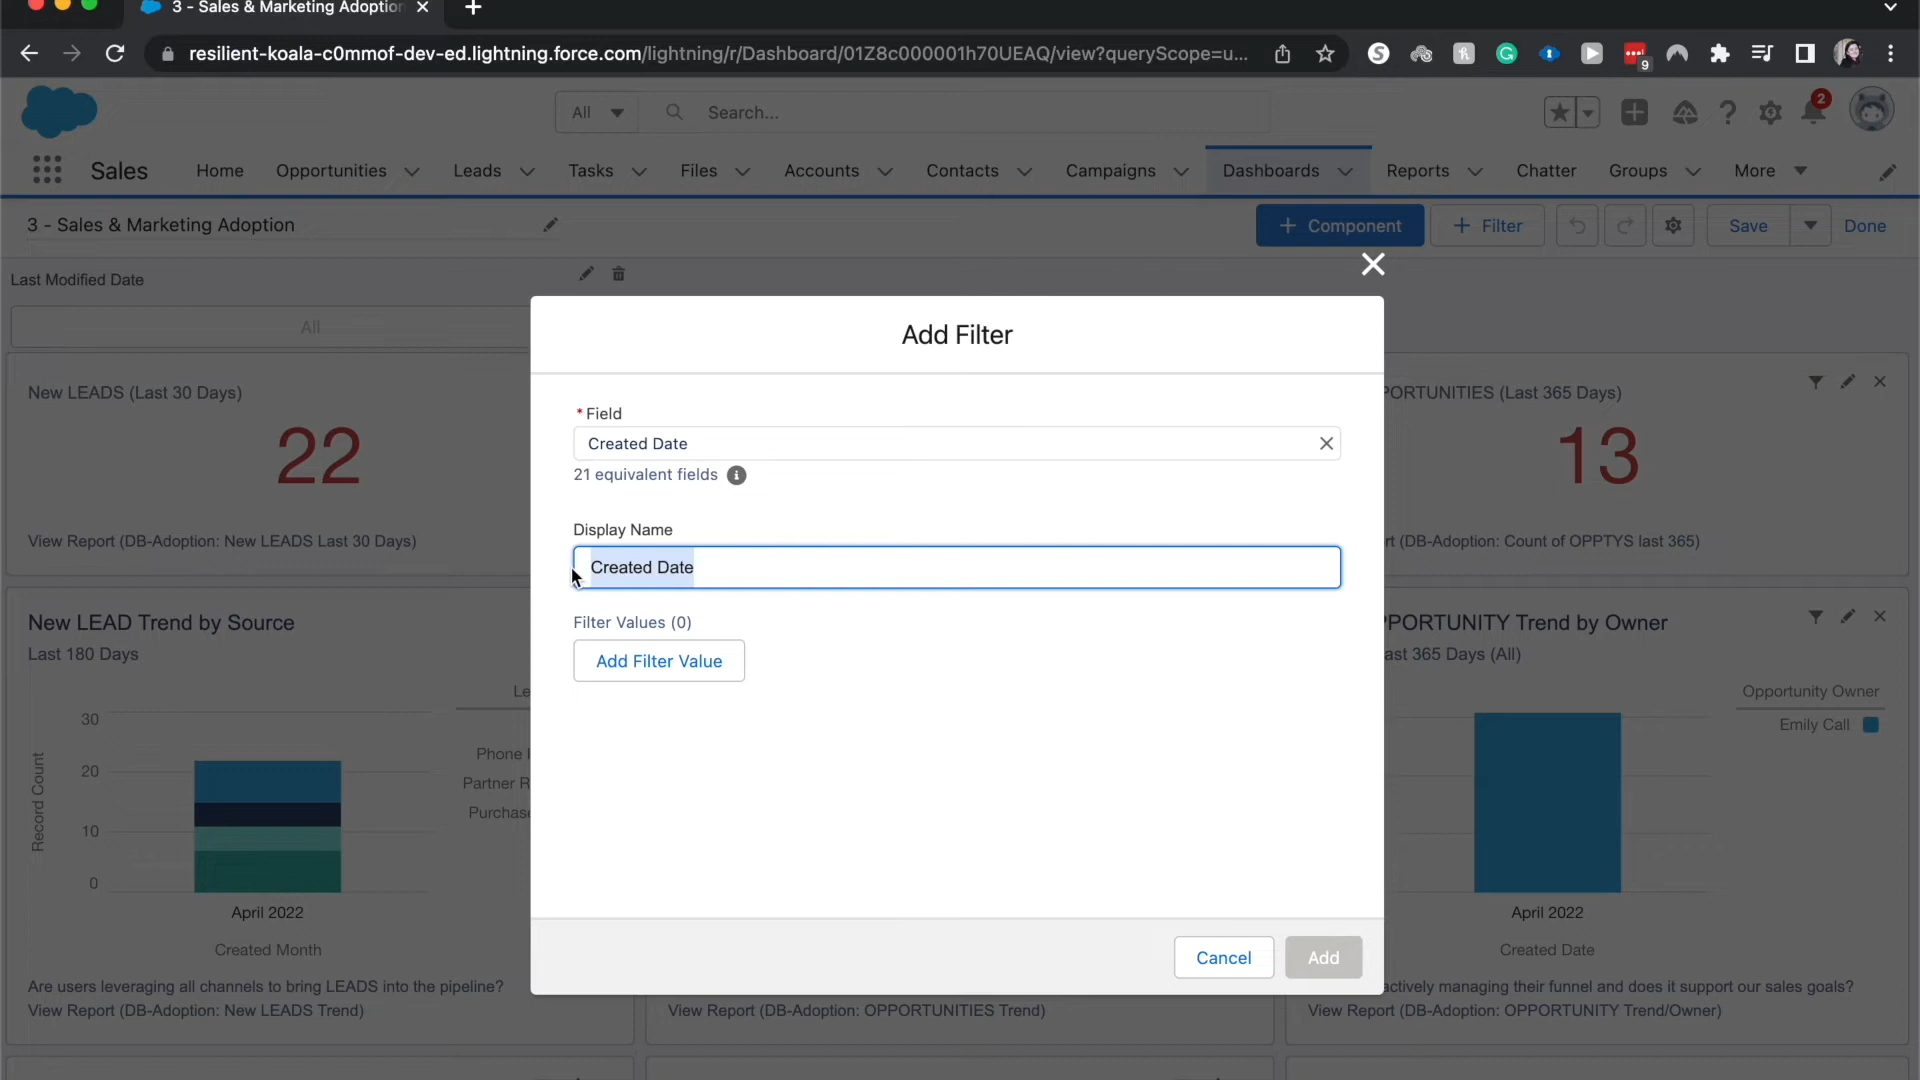 3 - Sales & Marketing Adoption
resilient-koala-c0mmof-dev-ed.lightning.force.com/lightning/r/Dashboard/01Z8c000001h70UEAQ/view?queryScope=u...
9
All
Search...
2
Sales
Home
Opportunities
Leads
Tasks
Files
Accounts
Contacts
Campaigns
Dashboards
Reports
Chatter
Groups
More
3 - Sales & Marketing Adoption
+ Component
+ Filter
Save
Done
Last Modified Date
All
Add Filter
* Field
Created Date
21 equivalent fields
Display Name
Created Date
Filter Values (0)
Add Filter Value
Cancel
Add
New LEADS (Last 30 Days)
22
View Report (DB-Adoption: New LEADS Last 30 Days)
PORTUNITIES (Last 365 Days)
13
rt (DB-Adoption: Count of OPPTYS last 365)
New LEAD Trend by Source
Last 180 Days
Le
30
20
10
0
Record Count
Phone
Partner R
Purchase
April 2022
Created Month
Are users leveraging all channels to bring LEADS into the pipeline?
View Report (DB-Adoption: New LEADS Trend)
View Report (DB-Adoption: OPPORTUNITIES Trend)
PORTUNITY Trend by Owner
ast 365 Days (All)
Opportunity Owner
Emily Call
April 2022
Created Date
actively managing their funnel and does it support our sales goals?
View Report (DB-Adoption: OPPORTUNITY Trend/Owner)